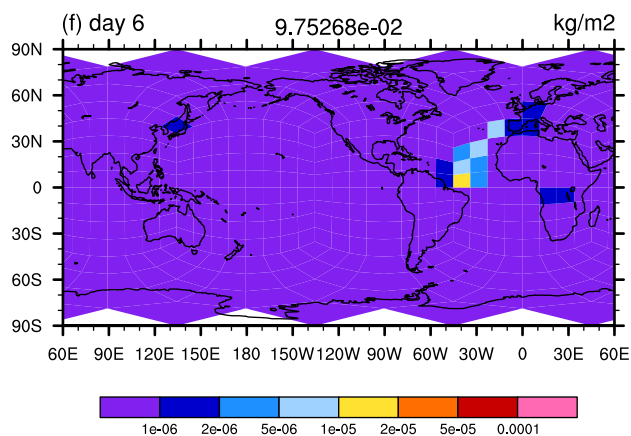 (f) day 6 9.75268e-02 kg/m2
90N
60N
30N
0
30S
60S
90S
60E 90E 120E 150E 180 150W 120W 90W 60W 30W 0 30E 60E
1e-06 2e-06 5e-06 1e-05 2e-05 5e-05 0.0001